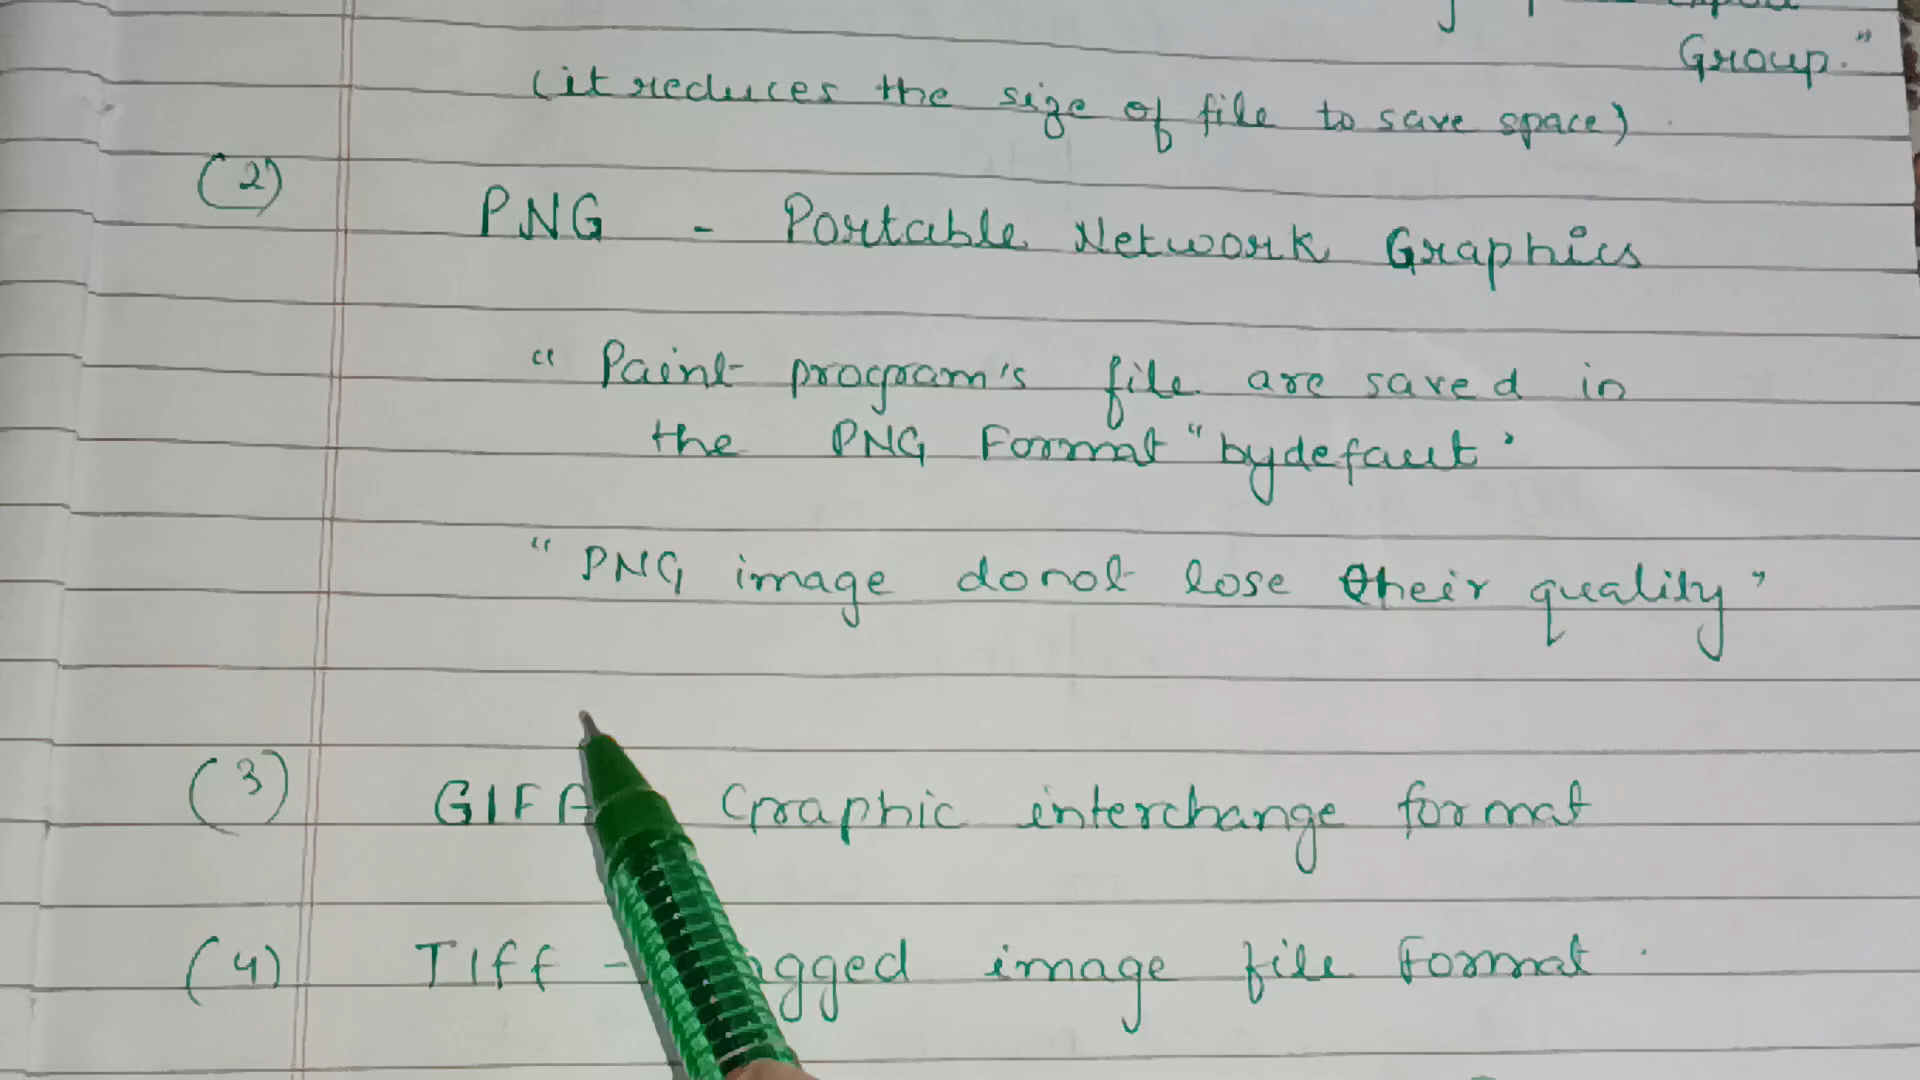 Group."
(it reduces the size of file to save space)
(2) PNG - Portable Network Graphics
" Paint program's file are saved in
the PNG Format "bydefault"
" PNG image donot lose their quality"
(3) GIFA Graphic interchange format
(4) TIff - image file Format.